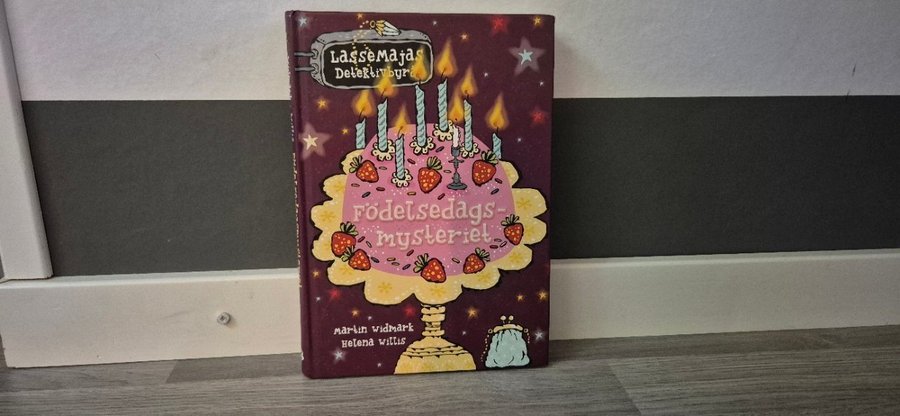 LasseMajas
Detektivbyrå
Födelsedags-
mysteriet
Martin Widmark
Helena Willis